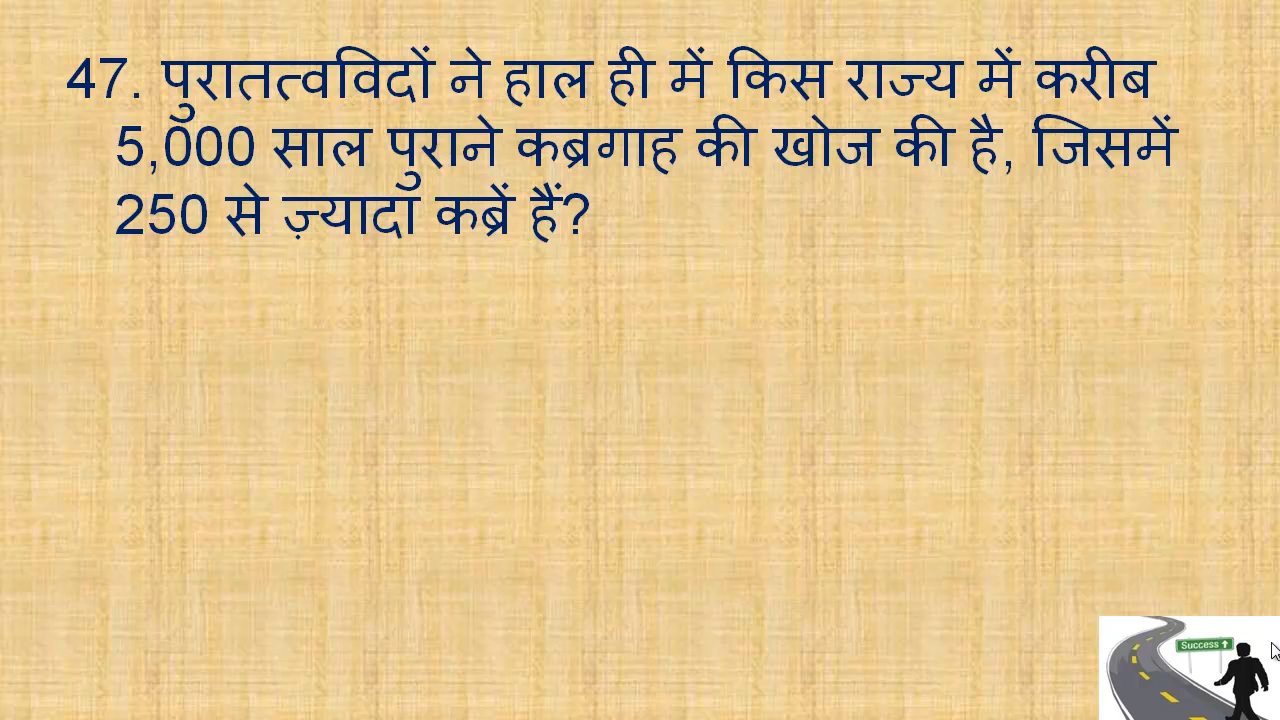 47. पुरातत्वविदों ने हाल ही में किस राज्य में करीब
5,000 साल पुराने कब्रगाह की खोज की है, जिसमें
250 से ज़्यादा कब्रें हैं?
Success